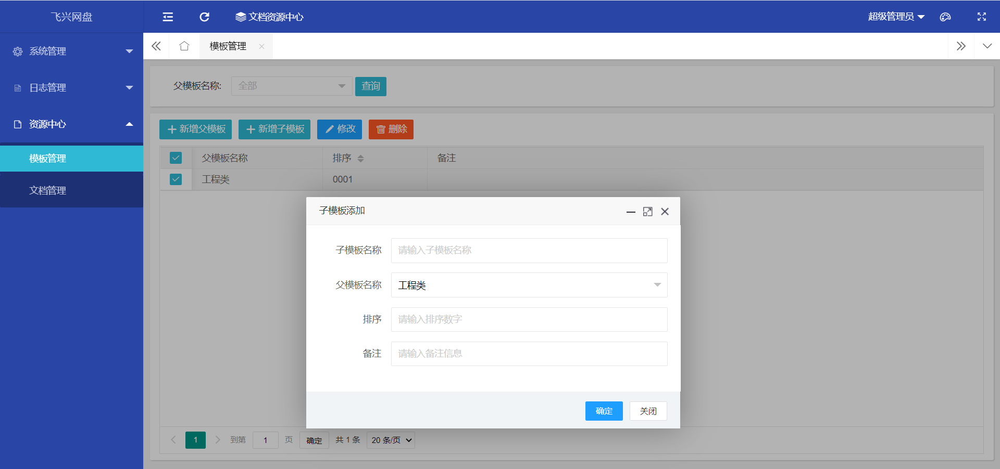 飞兴网盘
文档资源中心
超级管理员
系统管理
日志管理
资源中心
模板管理
文档管理
模板管理
父模板名称:
全部
查询
新增父模板
新增子模板
修改
删除
父模板名称
排序
备注
工程类
0001
子模板添加
子模板名称
请输入子模板名称
父模板名称
工程类
排序
请输入排序数字
备注
请输入备注信息
确定
关闭
1
到第
1
页
确定
共 1 条
20 条/页